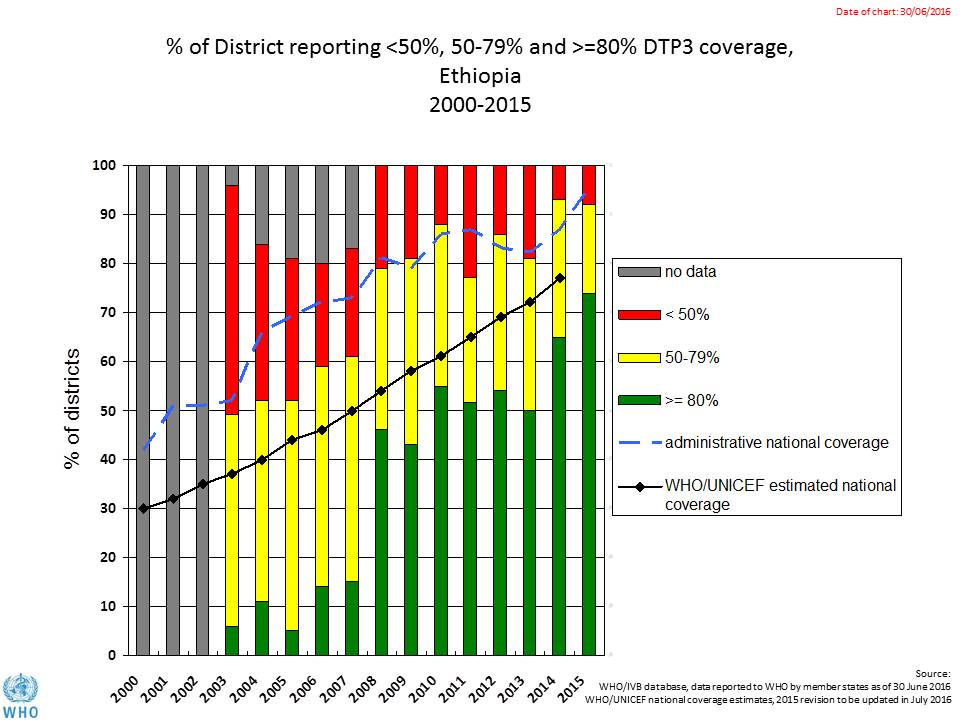 Date of chart: 30/06/2016
% of District reporting <50%, 50-79% and >=80% DTP3 coverage,
Ethiopia
2000-2015
100
90
80
70
60
50
40
30
20
10
0
% of districts
2000
2001
2002
2003
2004
2005
2006
2007
2008
2009
2010
2011
2012
2013
2014
2015
no data
< 50%
50-79%
>= 80%
administrative national coverage
WHO/UNICEF estimated national
coverage
WHO
Source:
WHO/IVB database, data reported to WHO by member states as of 30 June 2016
WHO/UNICEF national coverage estimates, 2015 revision to be updated in July 2016